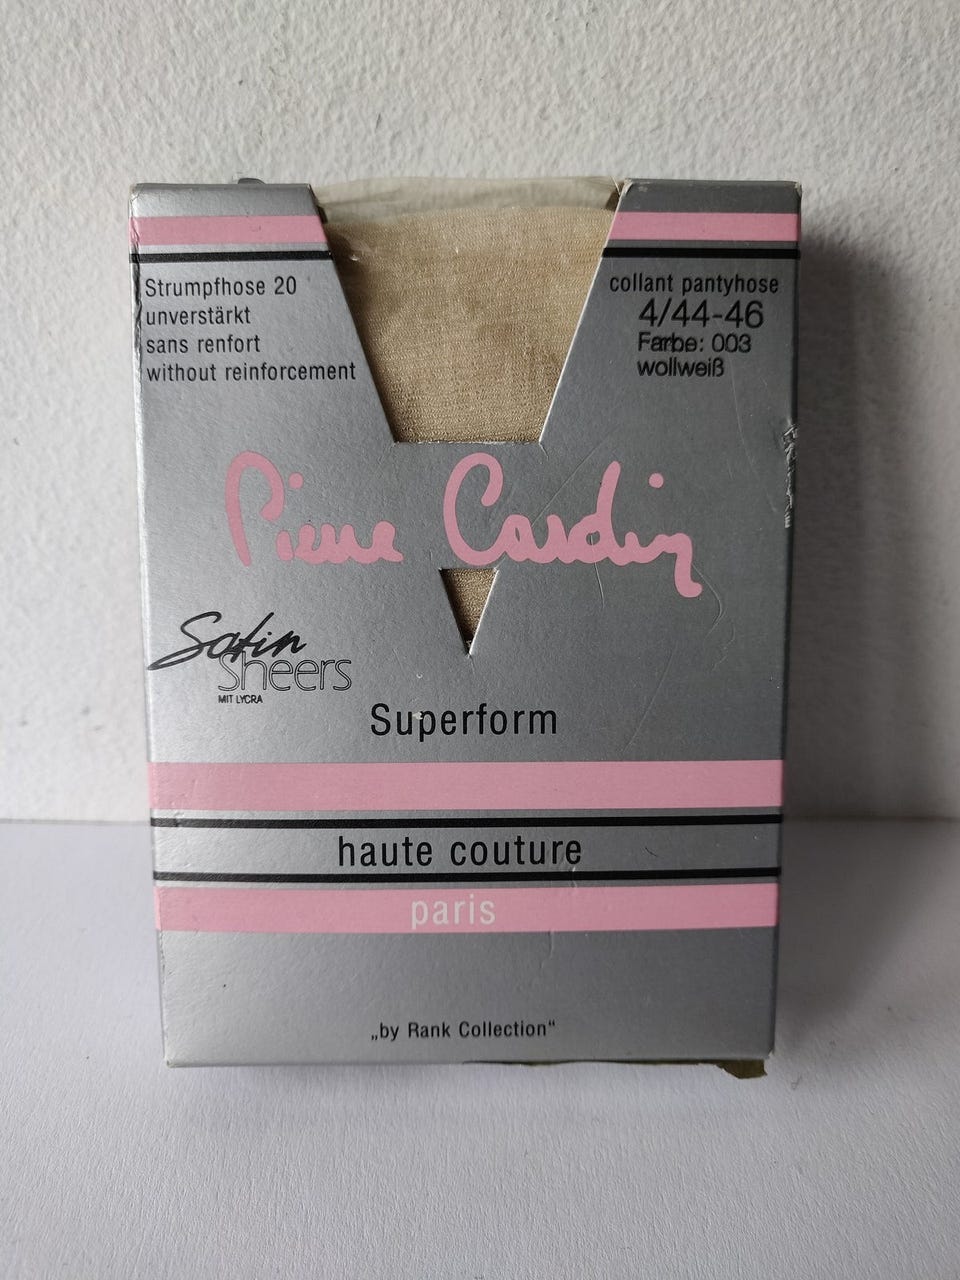 Strumpfhose 20
unverstärkt
sans renfort
without reinforcement
collant pantyhose
4/44-46
Farbe: 003
wollweiß
Pierre Cardin
Satin
Sheers
MIT LYCRA
Superform
haute couture
paris
„by Rank Collection“